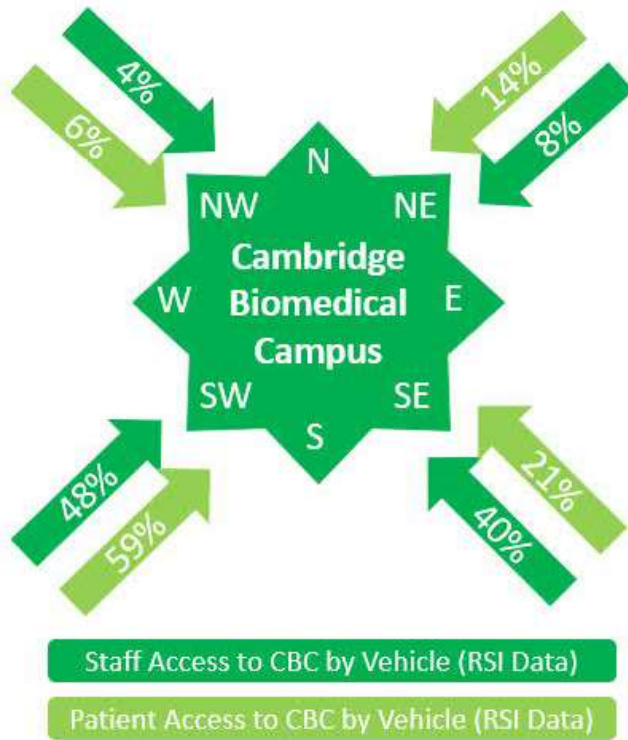 4%
6%
14%
8%
N
NW
NE
Cambridge
W
Biomedical
E
Campus
SW
SE
S
48%
59%
21%
40%
Staff Access to CBC by Vehicle (RSI Data)
Patient Access to CBC by Vehicle (RSI Data)